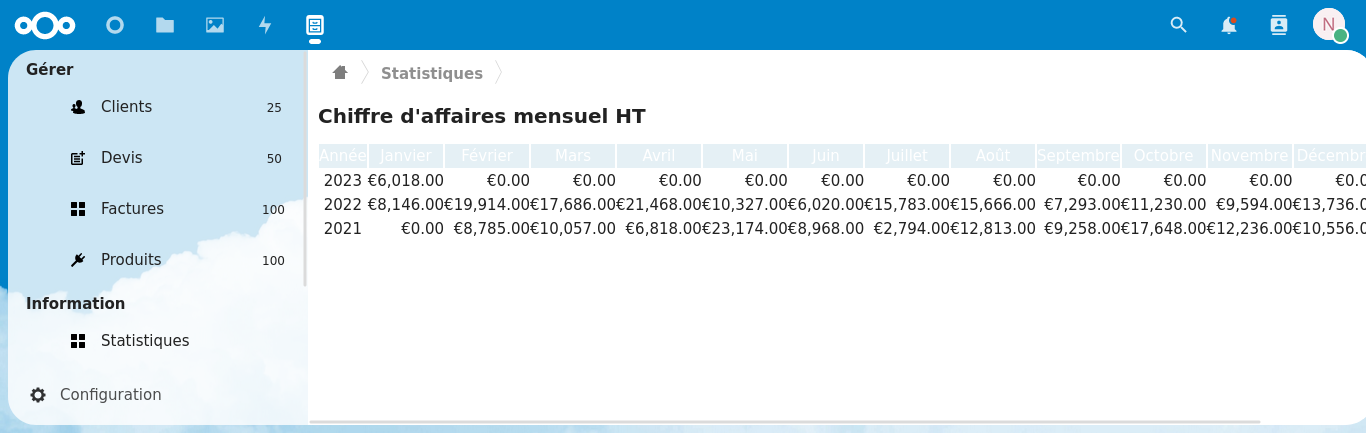 N
Gérer
Clients 25
Devis 50
Factures 100
Produits 100
Information
Statistiques
Configuration
Statistiques
Chiffre d'affaires mensuel HT
Année Janvier Février Mars Avril Mai Juin Juillet Août Septembre Octobre Novembre Décembr
2023 €6,018.00 €0.00 €0.00 €0.00 €0.00 €0.00 €0.00 €0.00 €0.00 €0.00 €0.00 €0.0
2022 €8,146.00 €19,914.00 €17,686.00 €21,468.00 €10,327.00 €6,020.00 €15,783.00 €15,666.00 €7,293.00 €11,230.00 €9,594.00 €13,736.0
2021 €0.00 €8,785.00 €10,057.00 €6,818.00 €23,174.00 €8,968.00 €2,794.00 €12,813.00 €9,258.00 €17,648.00 €12,236.00 €10,556.0